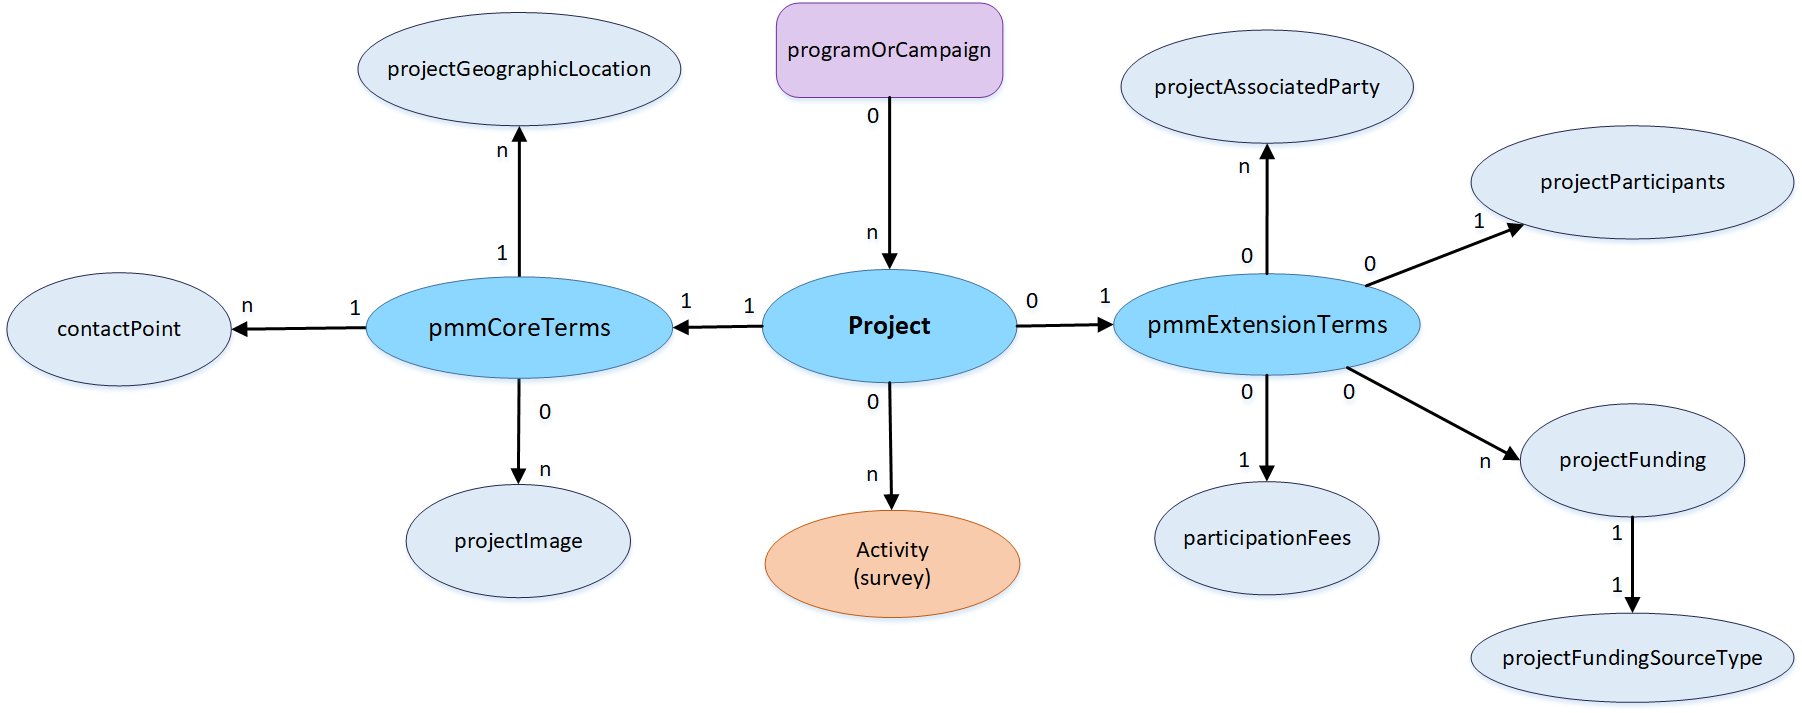 programOrCampaign
projectGeographicLocation
projectAssociatedParty
0
n
n
projectParticipants
1
n
1
0
0
n
1
1
1
0
1
contactPoint
pmmCoreTerms
Project
pmmExtensionTerms
0
0
0
0
n
n
1
n
projectImage
Activity
(survey)
participationFees
projectFunding
1
1
projectFundingSourceType